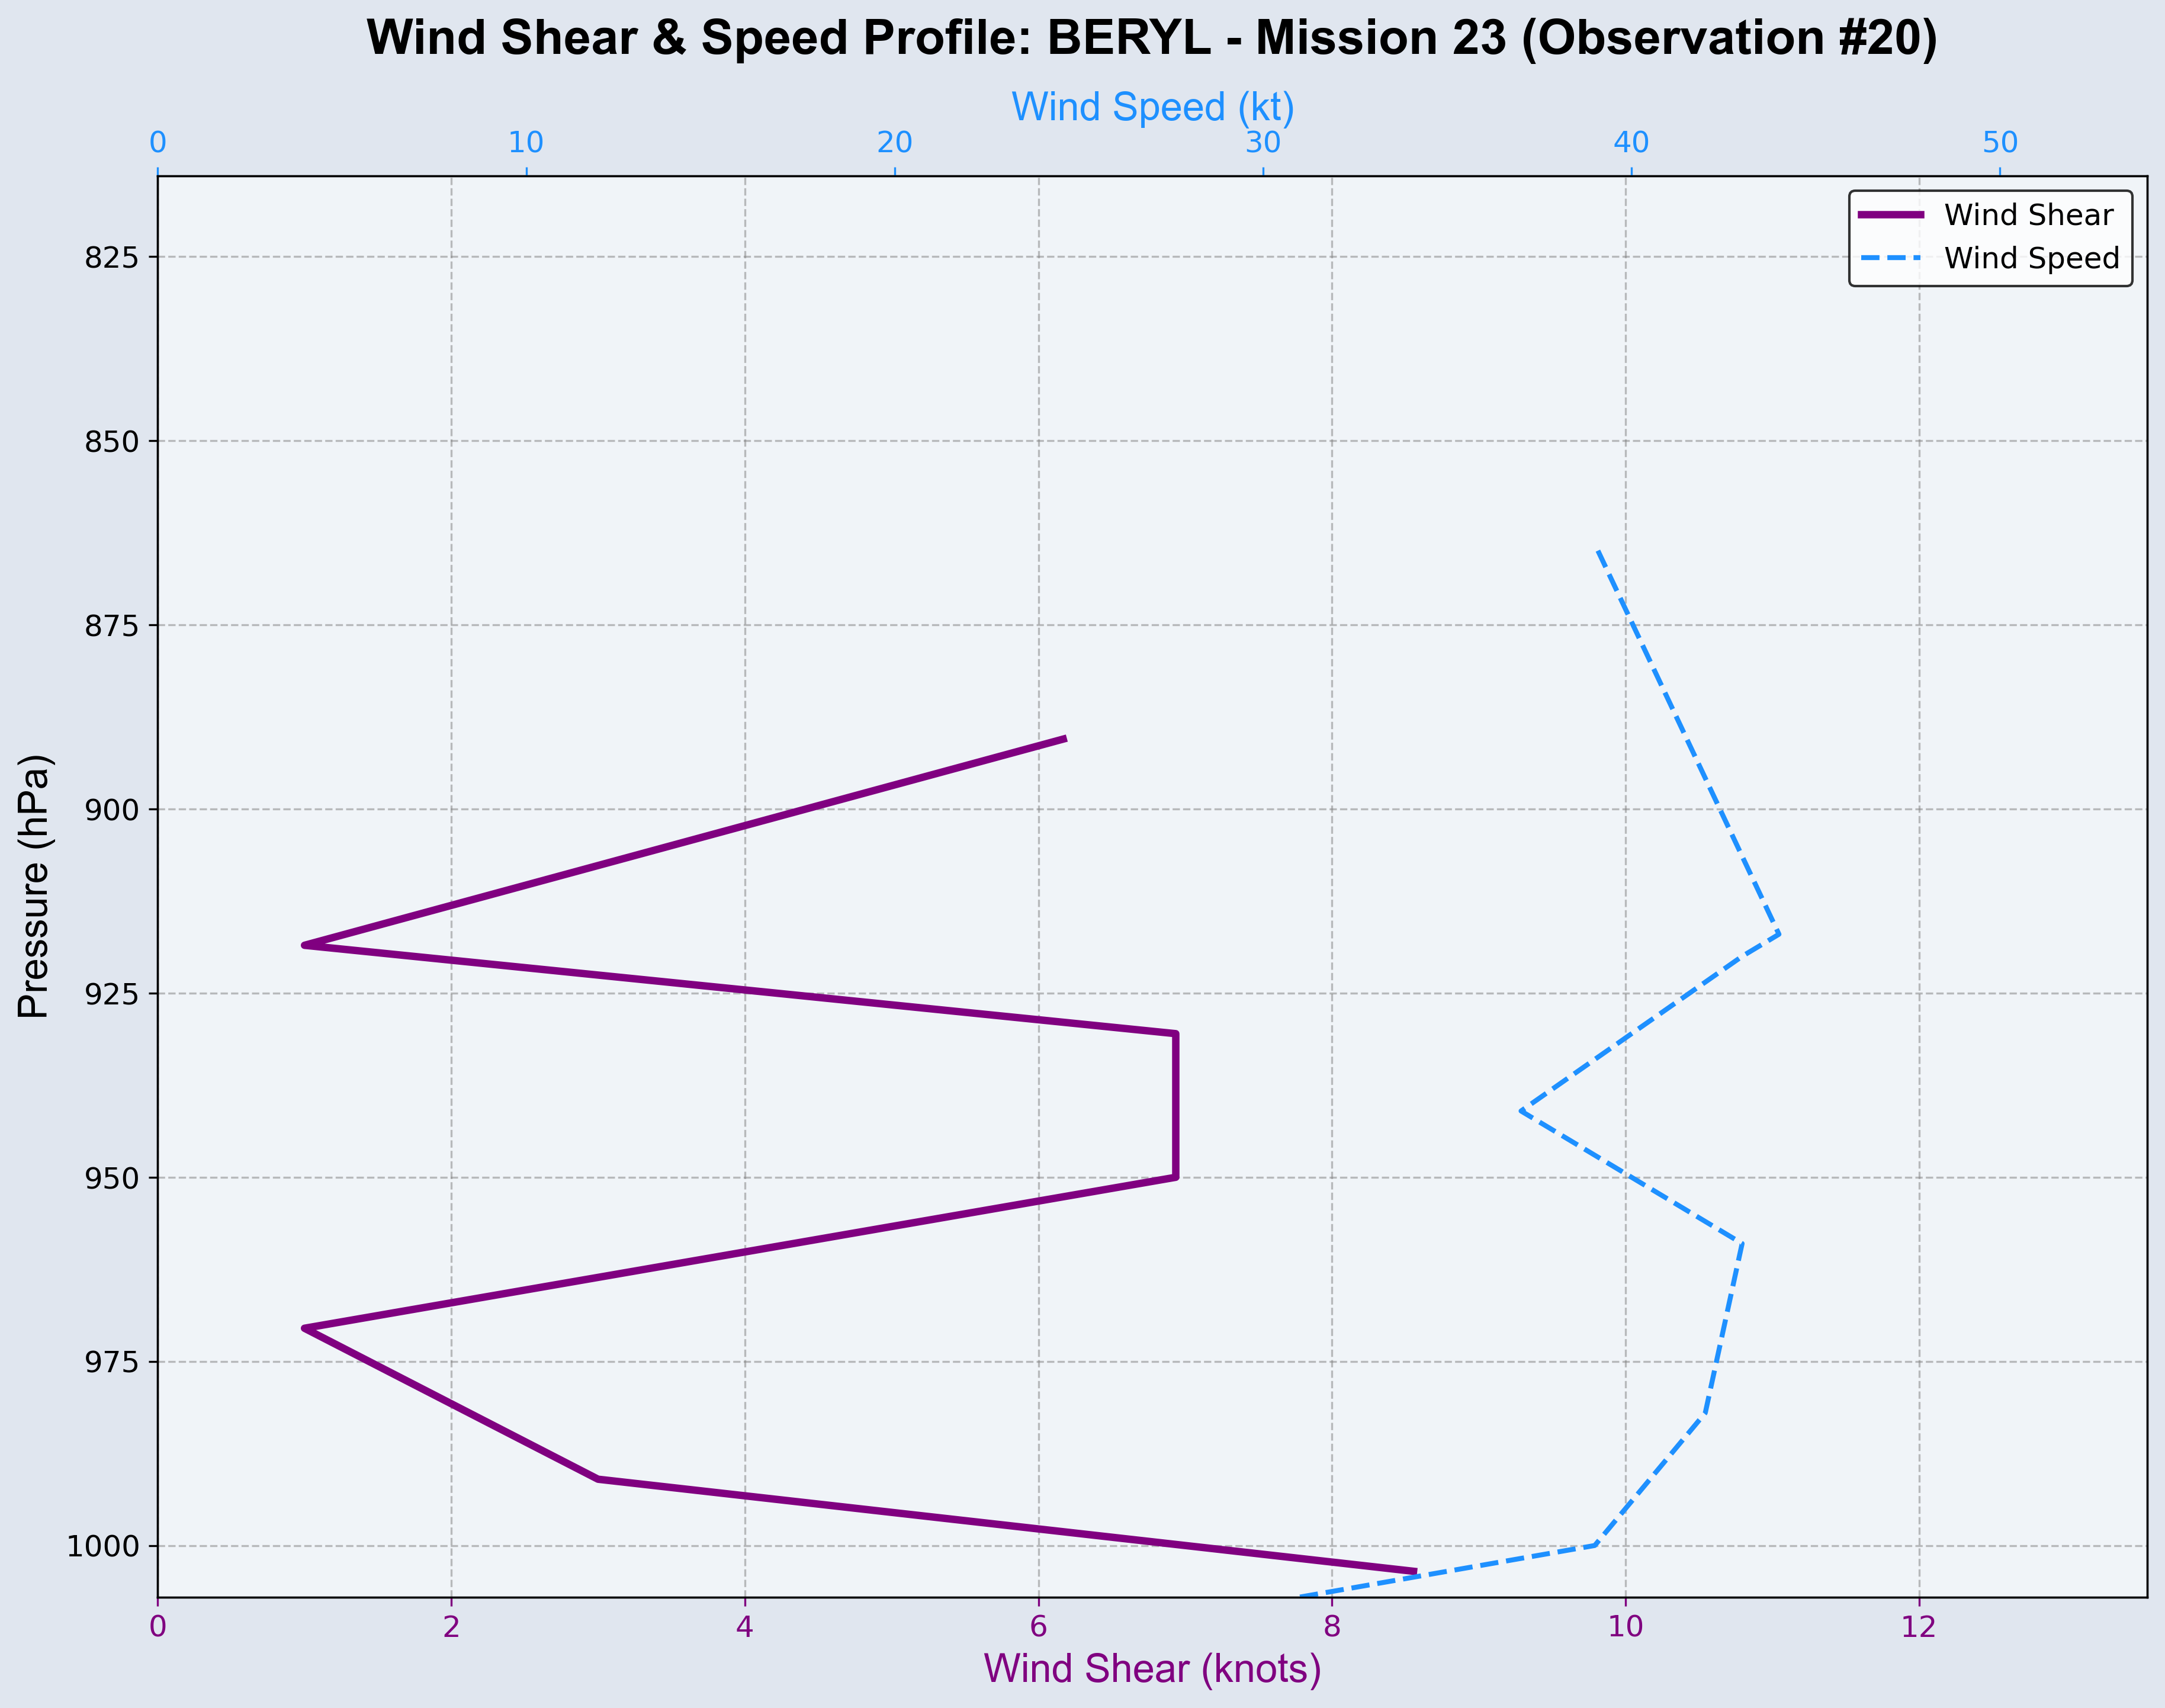 Wind Shear & Speed Profile: BERYL - Mission 23 (Observation #20)
Wind Speed (kt)
0 10 20 30 40 50
Wind Shear
Wind Speed
825
850
875
900
925
950
975
1000
Pressure (hPa)
0 2 4 6 8 10 12
Wind Shear (knots)